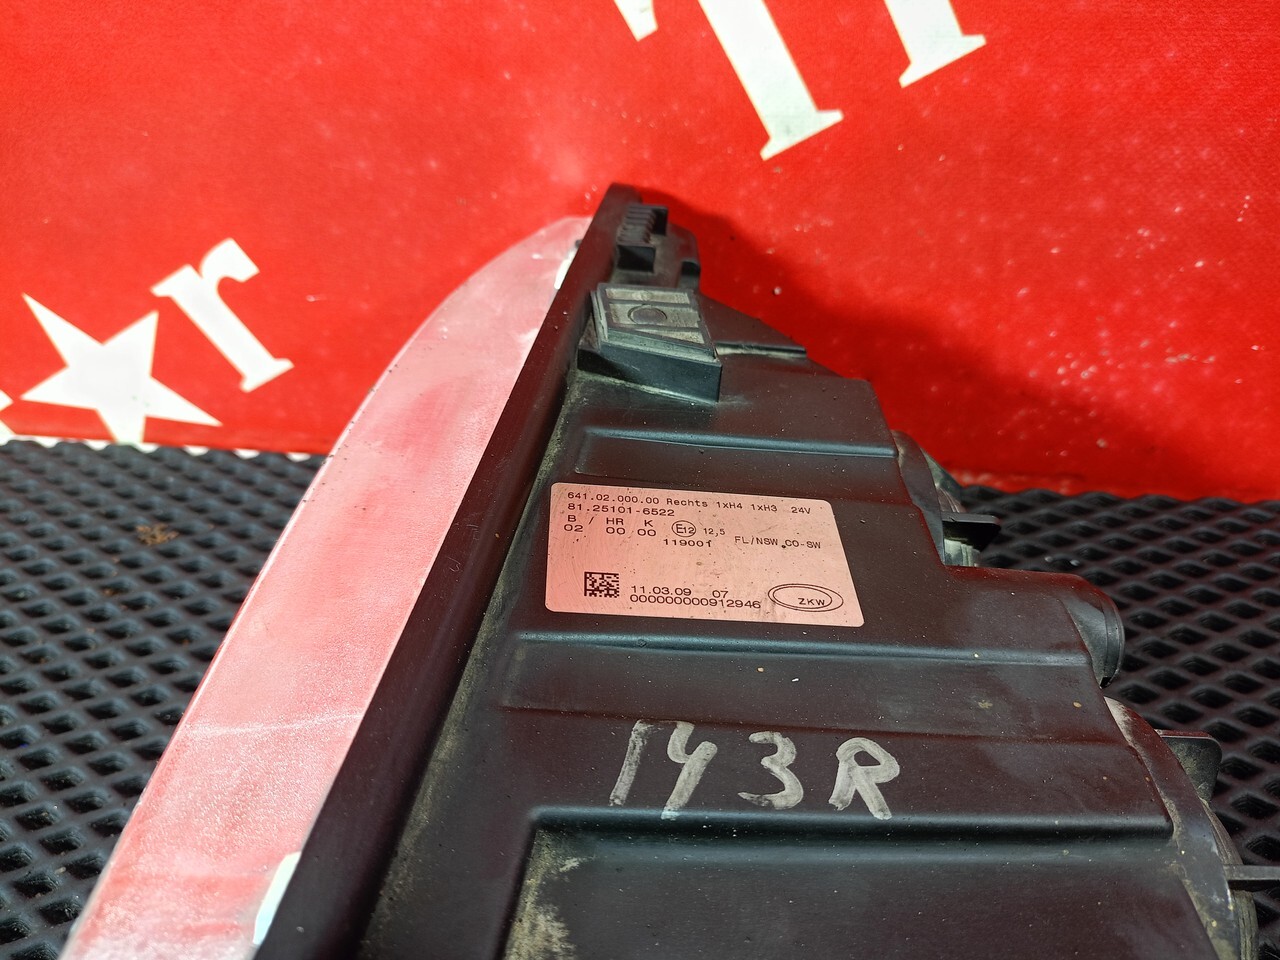 641.02.000.00 Rechts 1xH4 1xH3 24V
81.25101-6522
B / HR K
02 00 00 E12 12,5 FL/NSW CO-SW
119001
11.03.09 07
000000000912946
ZKW
143R